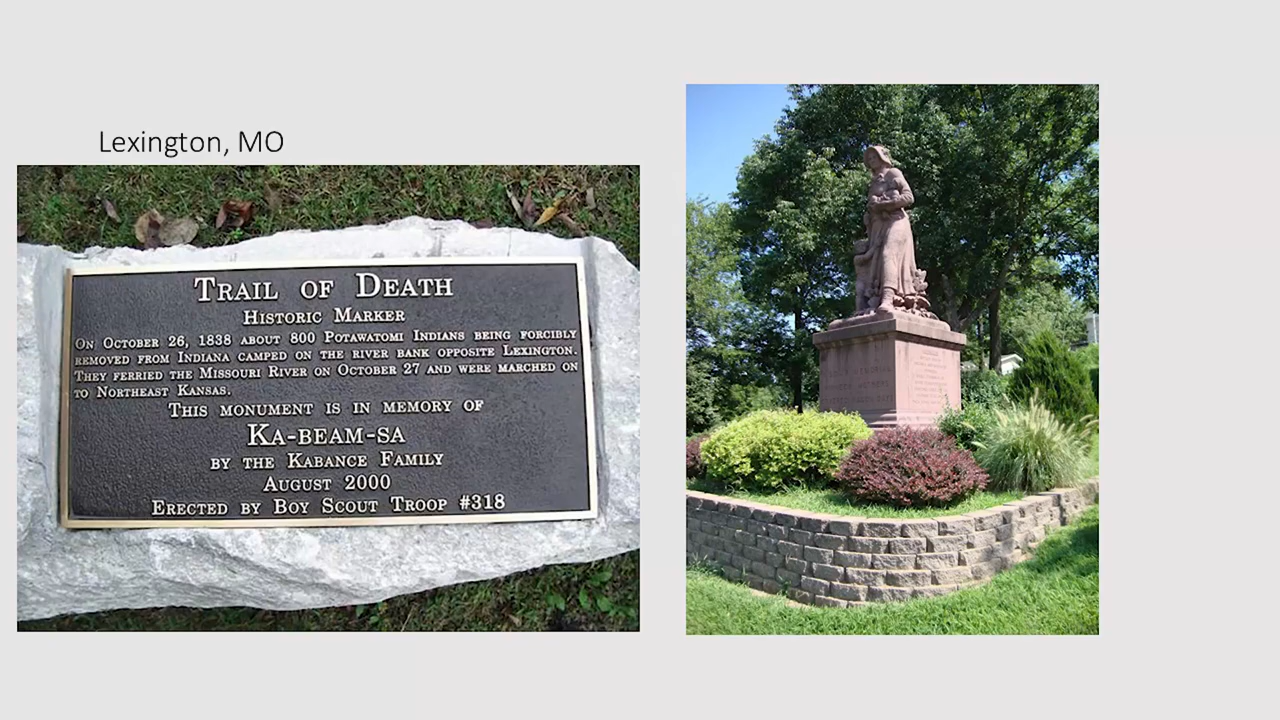 Lexington, MO
TRAIL OF DEATH
HISTORIC MARKER
ON OCTOBER 26, 1838 ABOUT 800 POTAWATOMI INDIANS BEING FORCIBLY
REMOVED FROM INDIANA CAMPED ON THE RIVER BANK OPPOSITE LEXINGTON.
THEY FERRIED THE MISSOURI RIVER ON OCTOBER 27 AND WERE MARCHED ON
TO NORTHEAST KANSAS
THIS MONUMENT IS IN MEMORY OF
KA-BEAM-SA
BY THE KABANCE FAMILY
AUGUST 2000
ERECTED BY BOY SCOUT TROOP #318
MEMORIAL